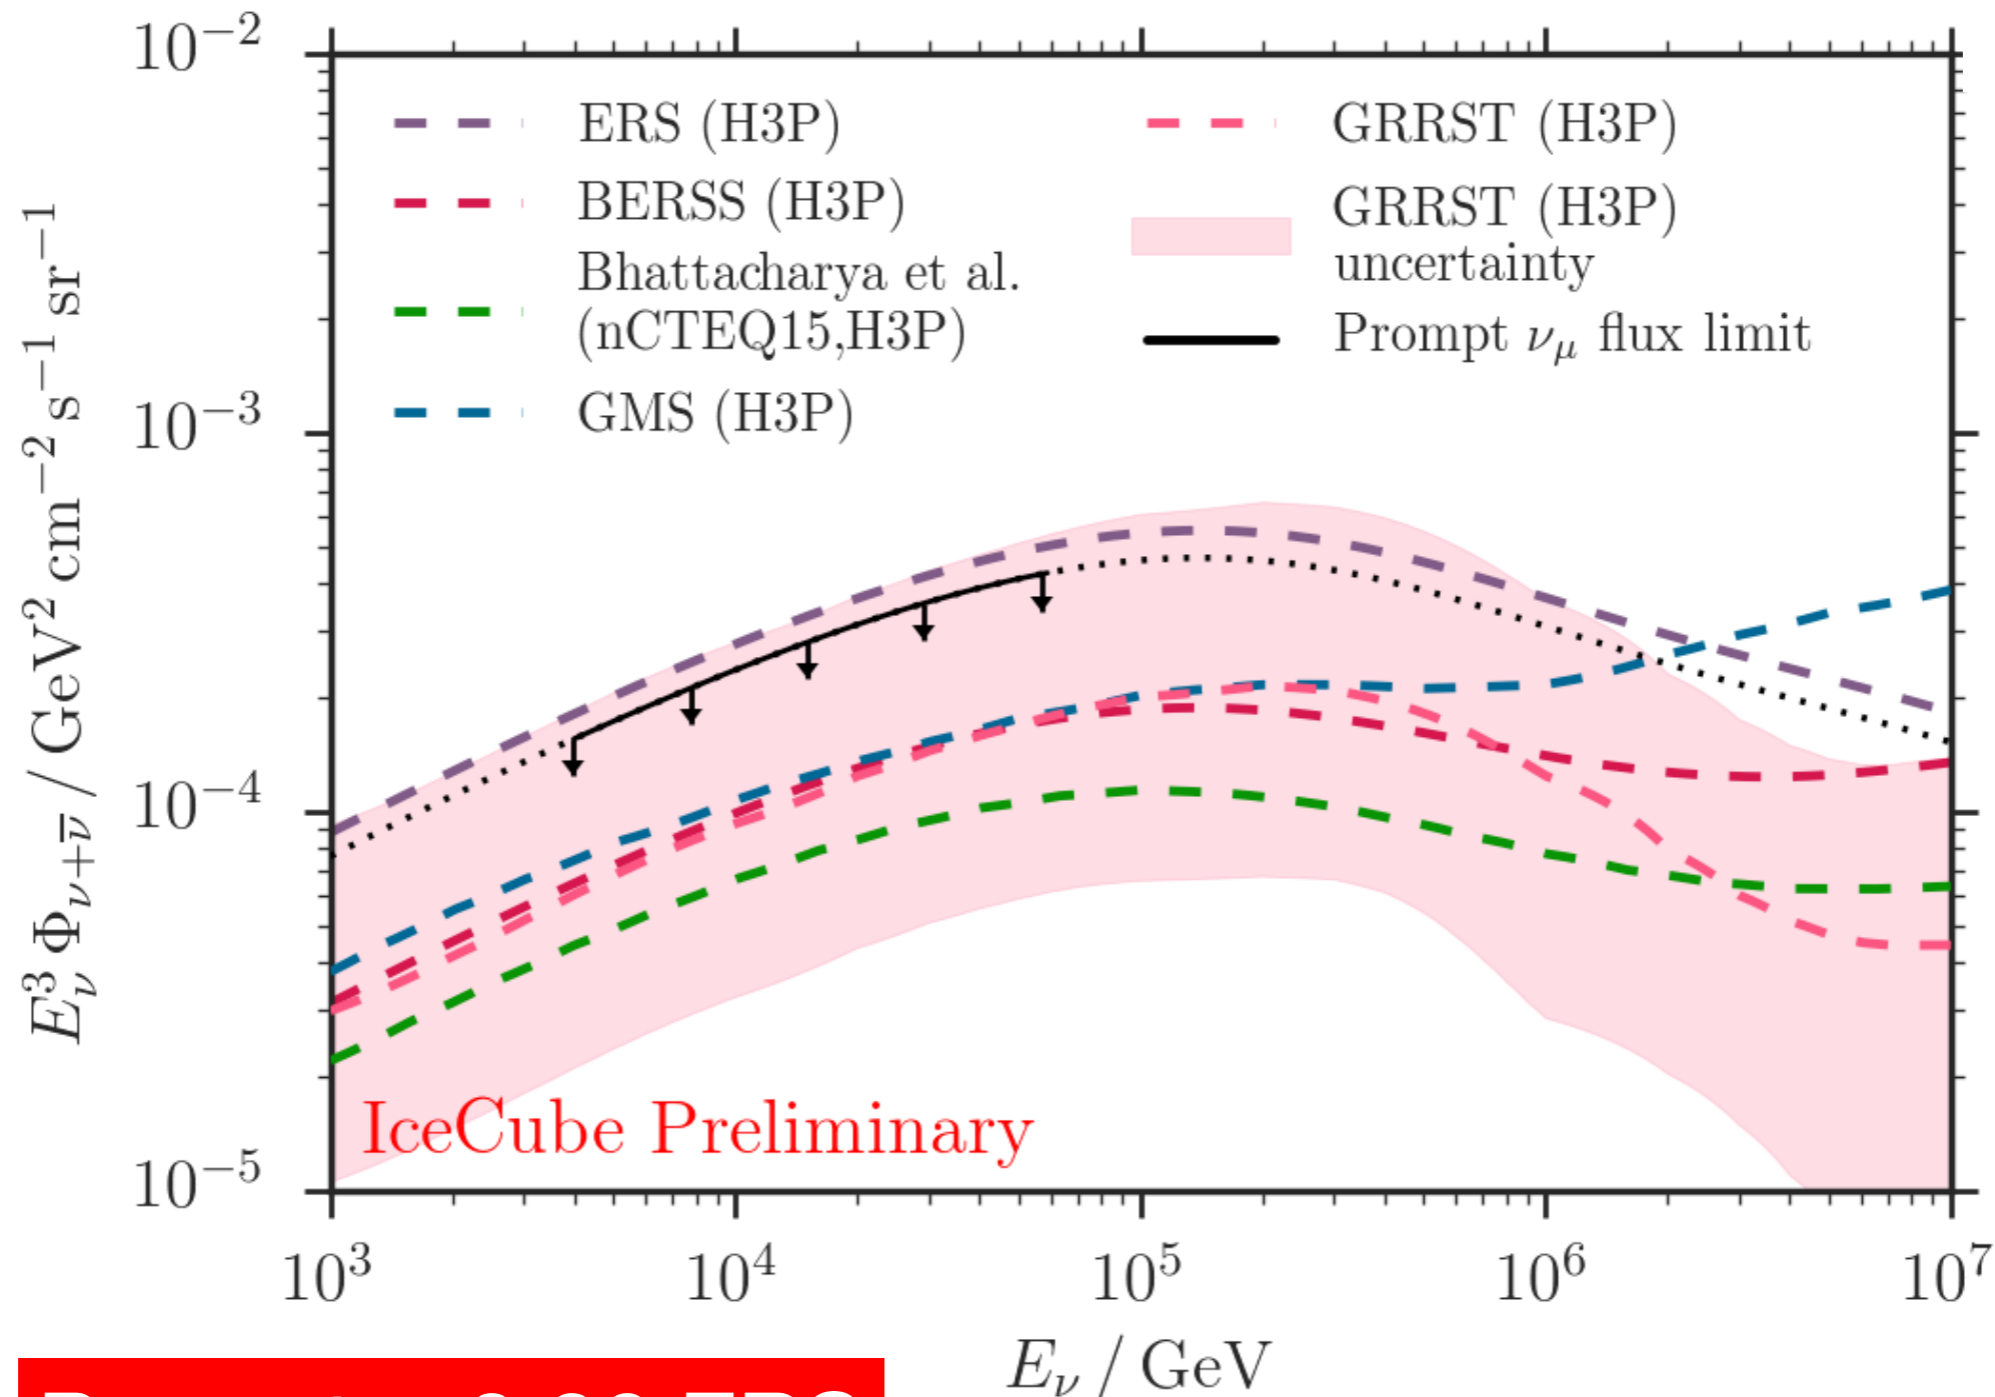 10⁻²
10⁻³
10⁻⁴
10⁻⁵
E³_ν Φ_{ν+ν̄} / GeV² cm⁻² s⁻¹ sr⁻¹
ERS (H3P)
BERSS (H3P)
Bhattacharya et al.
(nCTEQ15,H3P)
GMS (H3P)
GRRST (H3P)
GRRST (H3P)
uncertainty
Prompt ν_μ flux limit
IceCube Preliminary
10³ 10⁴ 10⁵ 10⁶ 10⁷
E_ν / GeV